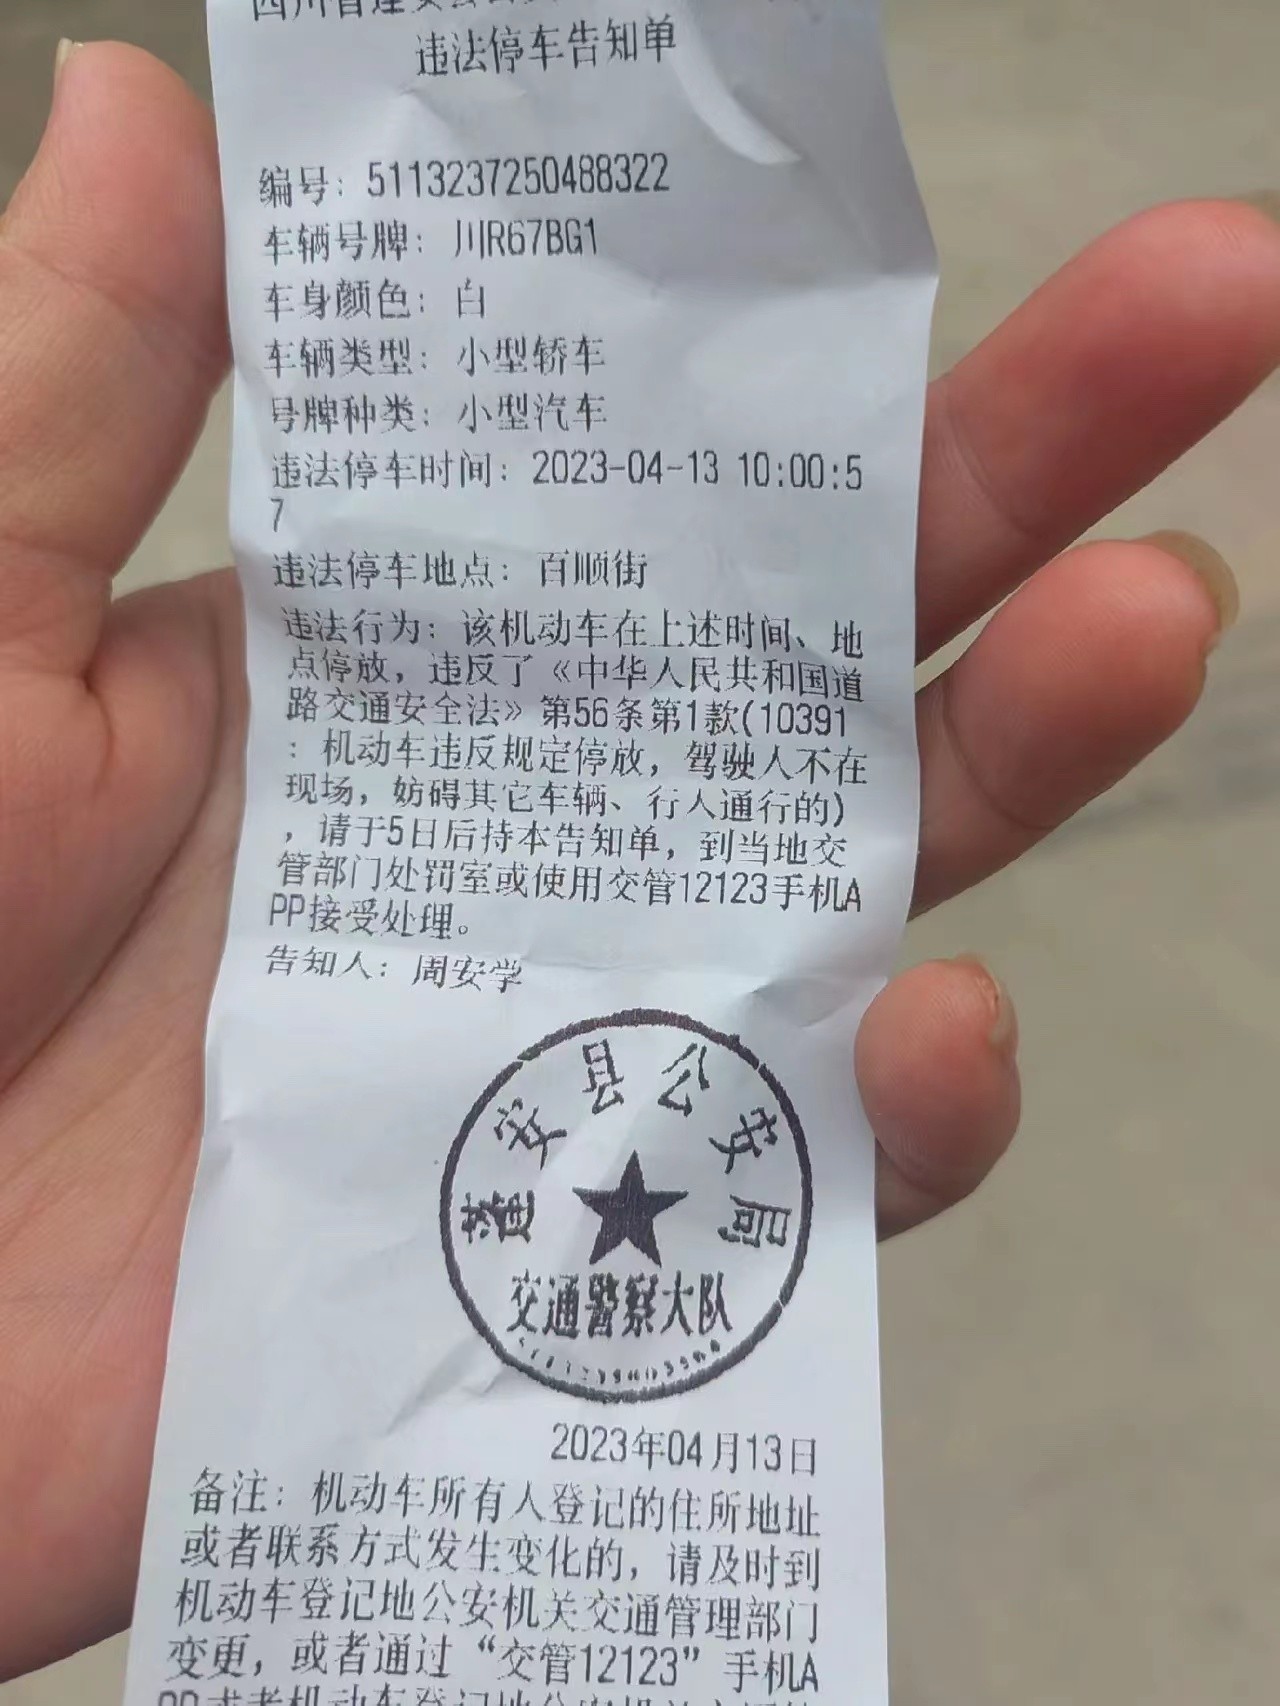 违法停车告知单
编号：5113237250488322
车辆号牌：川R67BG1
车身颜色：白
车辆类型：小型轿车
号牌种类：小型汽车
违法停车时间：2023-04-13 10:00:5
7
违法停车地点：百顺街
违法行为：该机动车在上述时间、地
点停放，违反了《中华人民共和国道
路交通安全法》第56条第1款(10391
：机动车违反规定停放，驾驶人不在
现场，妨碍其它车辆、行人通行的)
，请于5日后持本告知单，到当地交
管部门处罚室或使用交管12123手机A
PP接受处理。
告知人：周安学
蓬安县公安局
交通警察大队
2023年04月13日
备注：机动车所有人登记的住所地址
或者联系方式发生变化的，请及时到
机动车登记地公安机关交通管理部门
变更，或者通过“交管12123”手机A